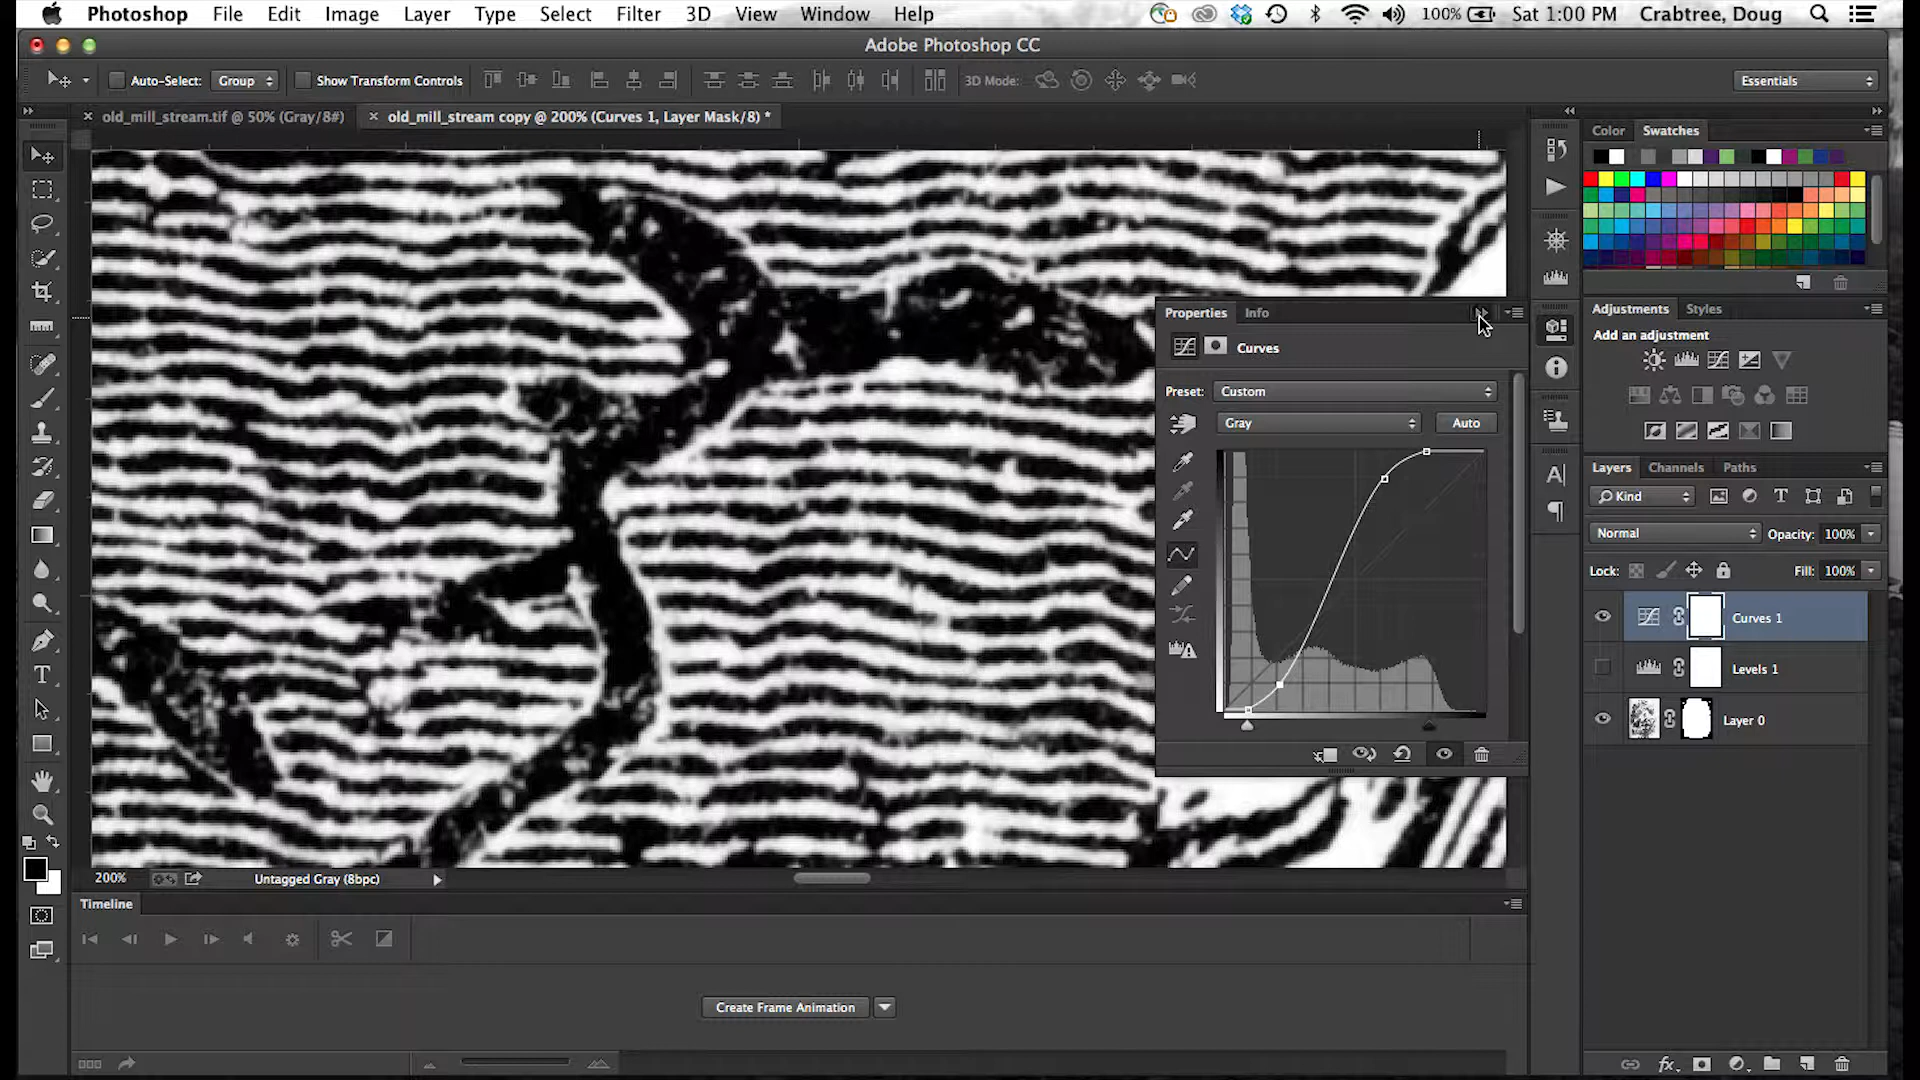 Photoshop File Edit Image Layer Type Select Filter 3D View Window Help 100% Sat 1:00 PM Crabtree, Doug
Adobe Photoshop CC
Auto-Select: Group Show Transform Controls 3D Mode: Essentials
old_mill_stream.tif @ 50% (Gray/8#) old_mill_stream copy @ 200% (Curves 1, Layer Mask/8) *
Color Swatches
Properties Info
Curves
Preset: Custom
Gray Auto
Adjustments Styles
Add an adjustment
Layers Channels Paths
Kind
Normal Opacity: 100%
Lock: Fill: 100%
Curves 1
Levels 1
Layer 0
200% Untagged Gray (8bpc)
Timeline
Create Frame Animation